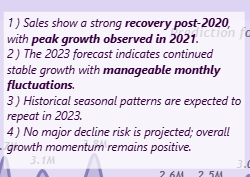 rediction fo
1 ) Sales show a strong recovery post-2020,
with peak growth observed in 2021.
2 ) The 2023 forecast indicates continued
stable growth with manageable monthly
fluctuations.
3 ) Historical seasonal patterns are expected to
repeat in 2023.
4 ) No major decline risk is projected; overall
growth momentum remains positive.
3.1M
2.6M 2.5M